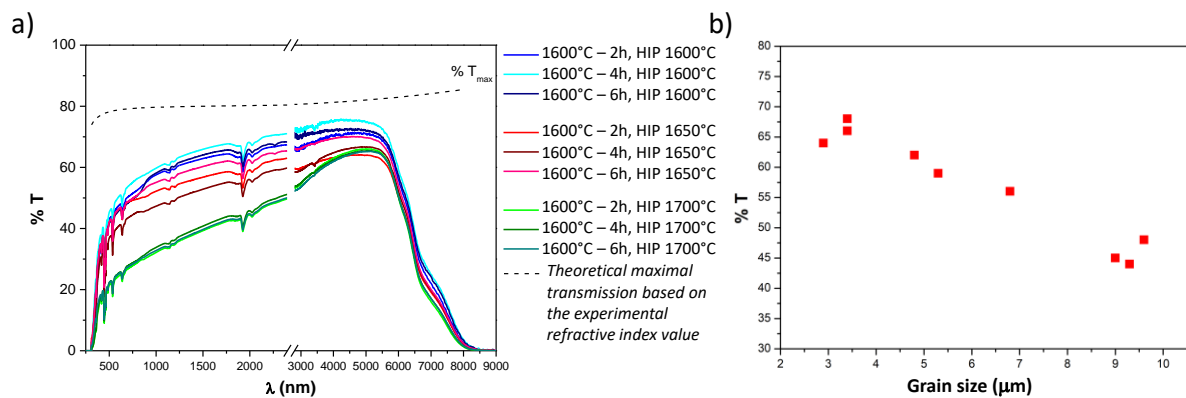 a)
100
80
60
40
20
0
% T
500
1000
1500
2000
3000
4000
5000
6000
7000
8000
9000
λ (nm)
% Tmax
1600°C – 2h, HIP 1600°C
1600°C – 4h, HIP 1600°C
1600°C – 6h, HIP 1600°C
1600°C – 2h, HIP 1650°C
1600°C – 4h, HIP 1650°C
1600°C – 6h, HIP 1650°C
1600°C – 2h, HIP 1700°C
1600°C – 4h, HIP 1700°C
1600°C – 6h, HIP 1700°C
Theoretical maximal
transmission based on
the experimental
refractive index value
b)
80
75
70
65
60
55
50
45
40
35
30
% T
2
3
4
5
6
7
8
9
10
Grain size (µm)